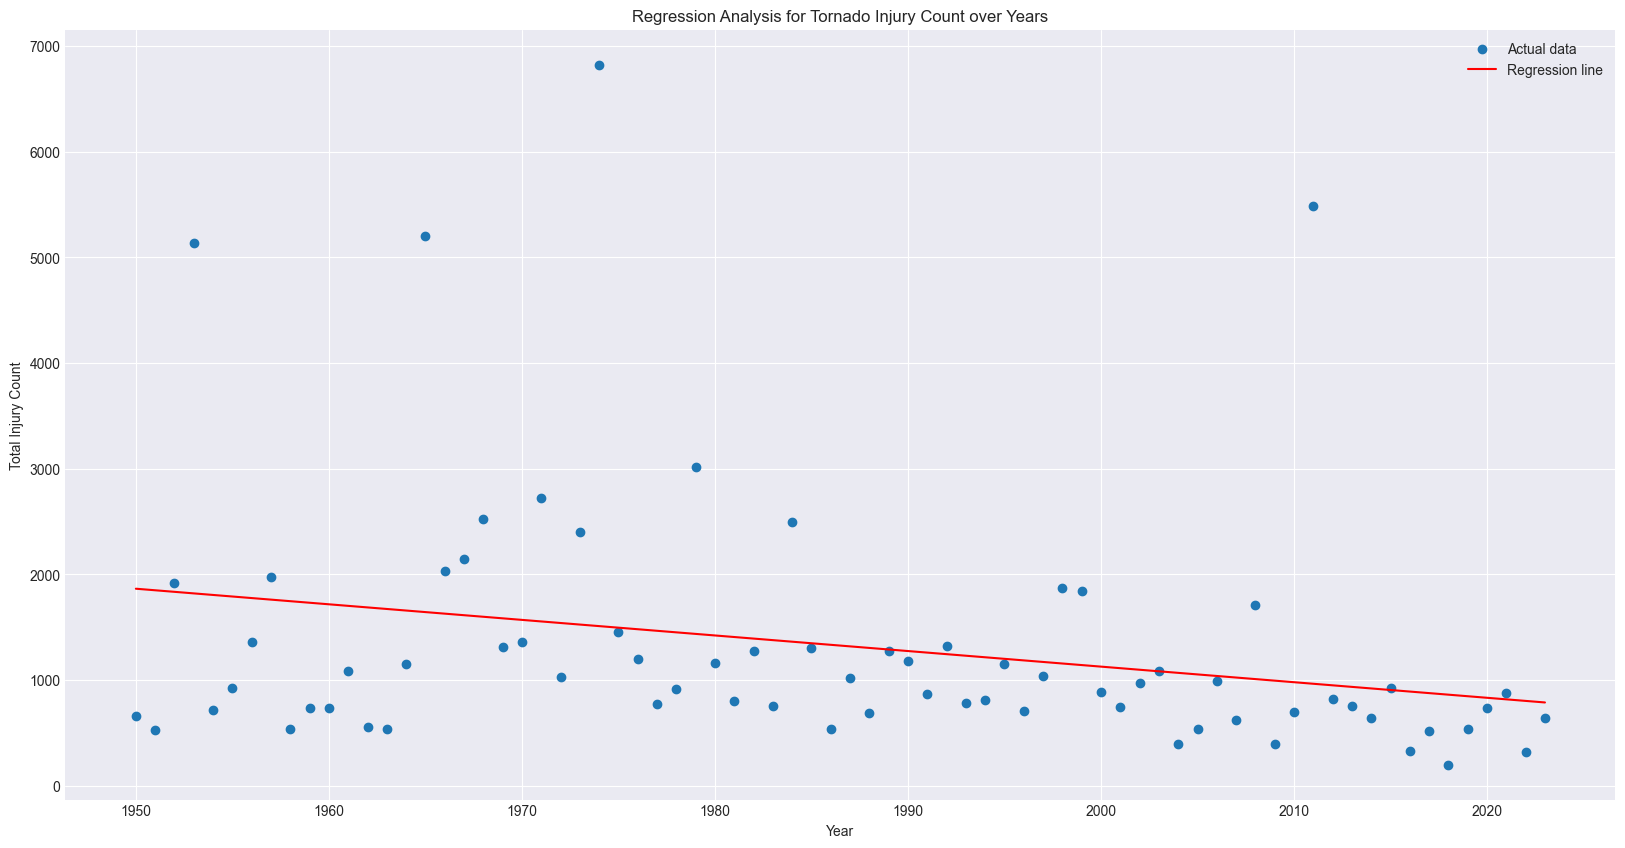 Regression Analysis for Tornado Injury Count over Years
Actual data
Regression line
7000
6000
5000
4000
3000
2000
1000
0
Total Injury Count
1950 1960 1970 1980 1990 2000 2010 2020
Year